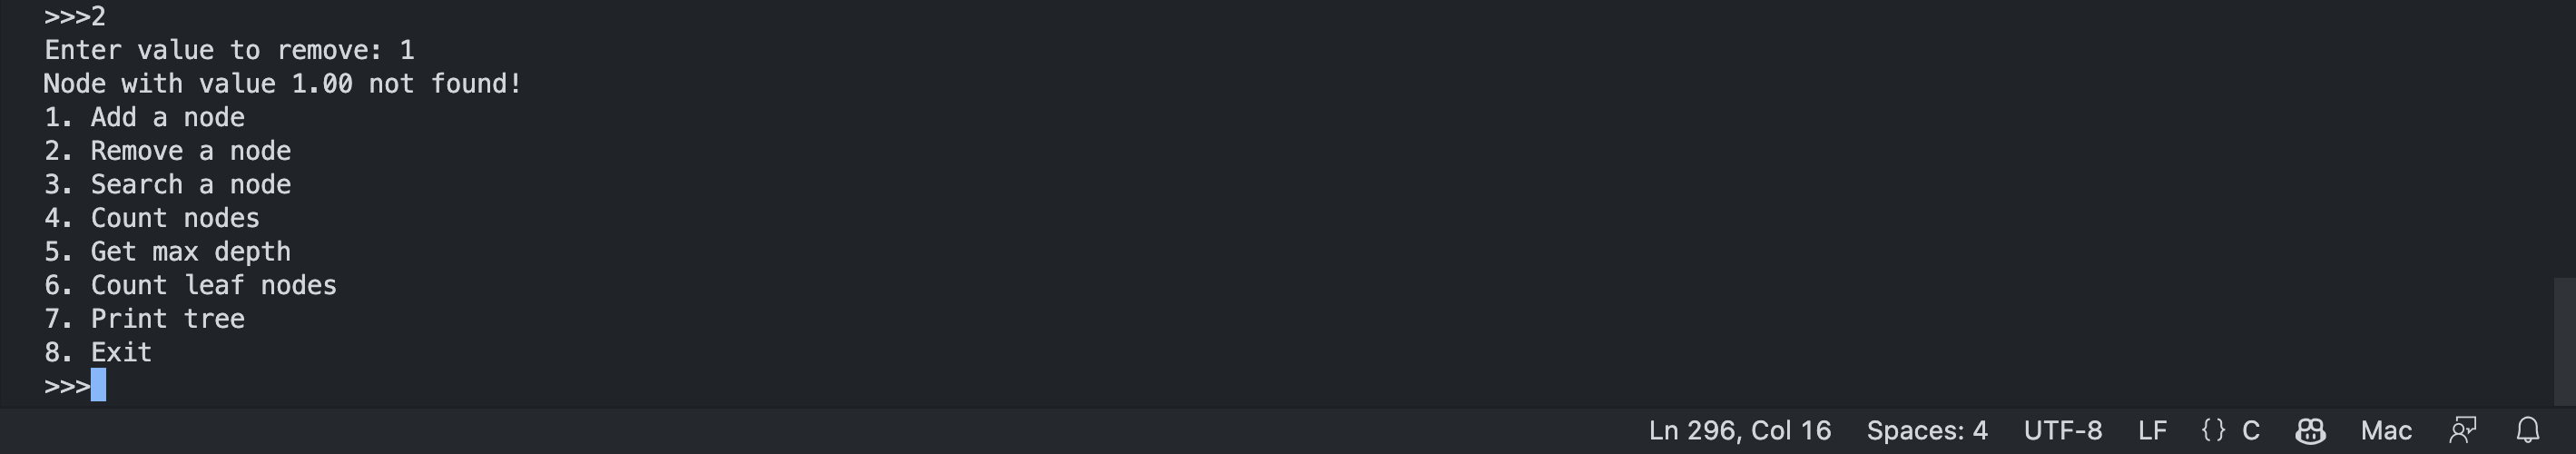 >>>2
Enter value to remove: 1
Node with value 1.00 not found!
1. Add a node
2. Remove a node
3. Search a node
4. Count nodes
5. Get max depth
6. Count leaf nodes
7. Print tree
8. Exit
>>>
Ln 296, Col 16 Spaces: 4 UTF-8 LF {} C Mac